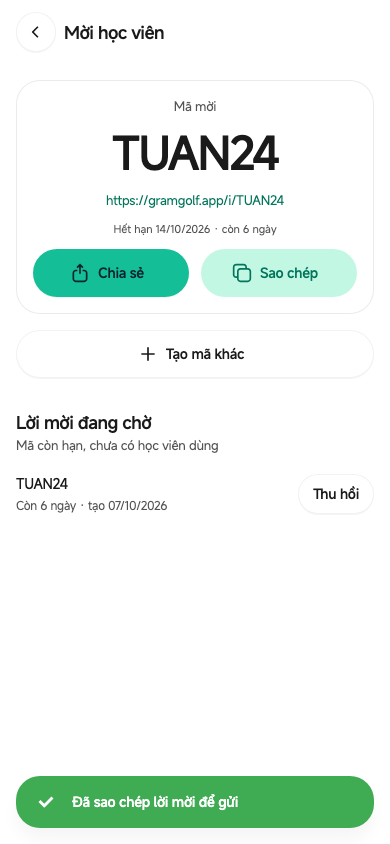 Mời học viên
Mã mời
TUAN24
https://gramgolf.app/i/TUAN24
Hết hạn 14/10/2026 · còn 6 ngày
Chia sẻ
Sao chép
Tạo mã khác
Lời mời đang chờ
Mã còn hạn, chưa có học viên dùng
TUAN24
Còn 6 ngày · tạo 07/10/2026
Thu hồi
Đã sao chép lời mời để gửi